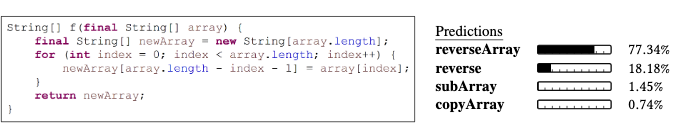 String[] f(final String[] array) {
    final String[] newArray = new String[array.length];
    for (int index = 0; index < array.length; index++) {
        newArray[array.length - index - 1] = array[index];
    }
    return newArray;
}
Predictions
reverseArray 77.34%
reverse 18.18%
subArray 1.45%
copyArray 0.74%